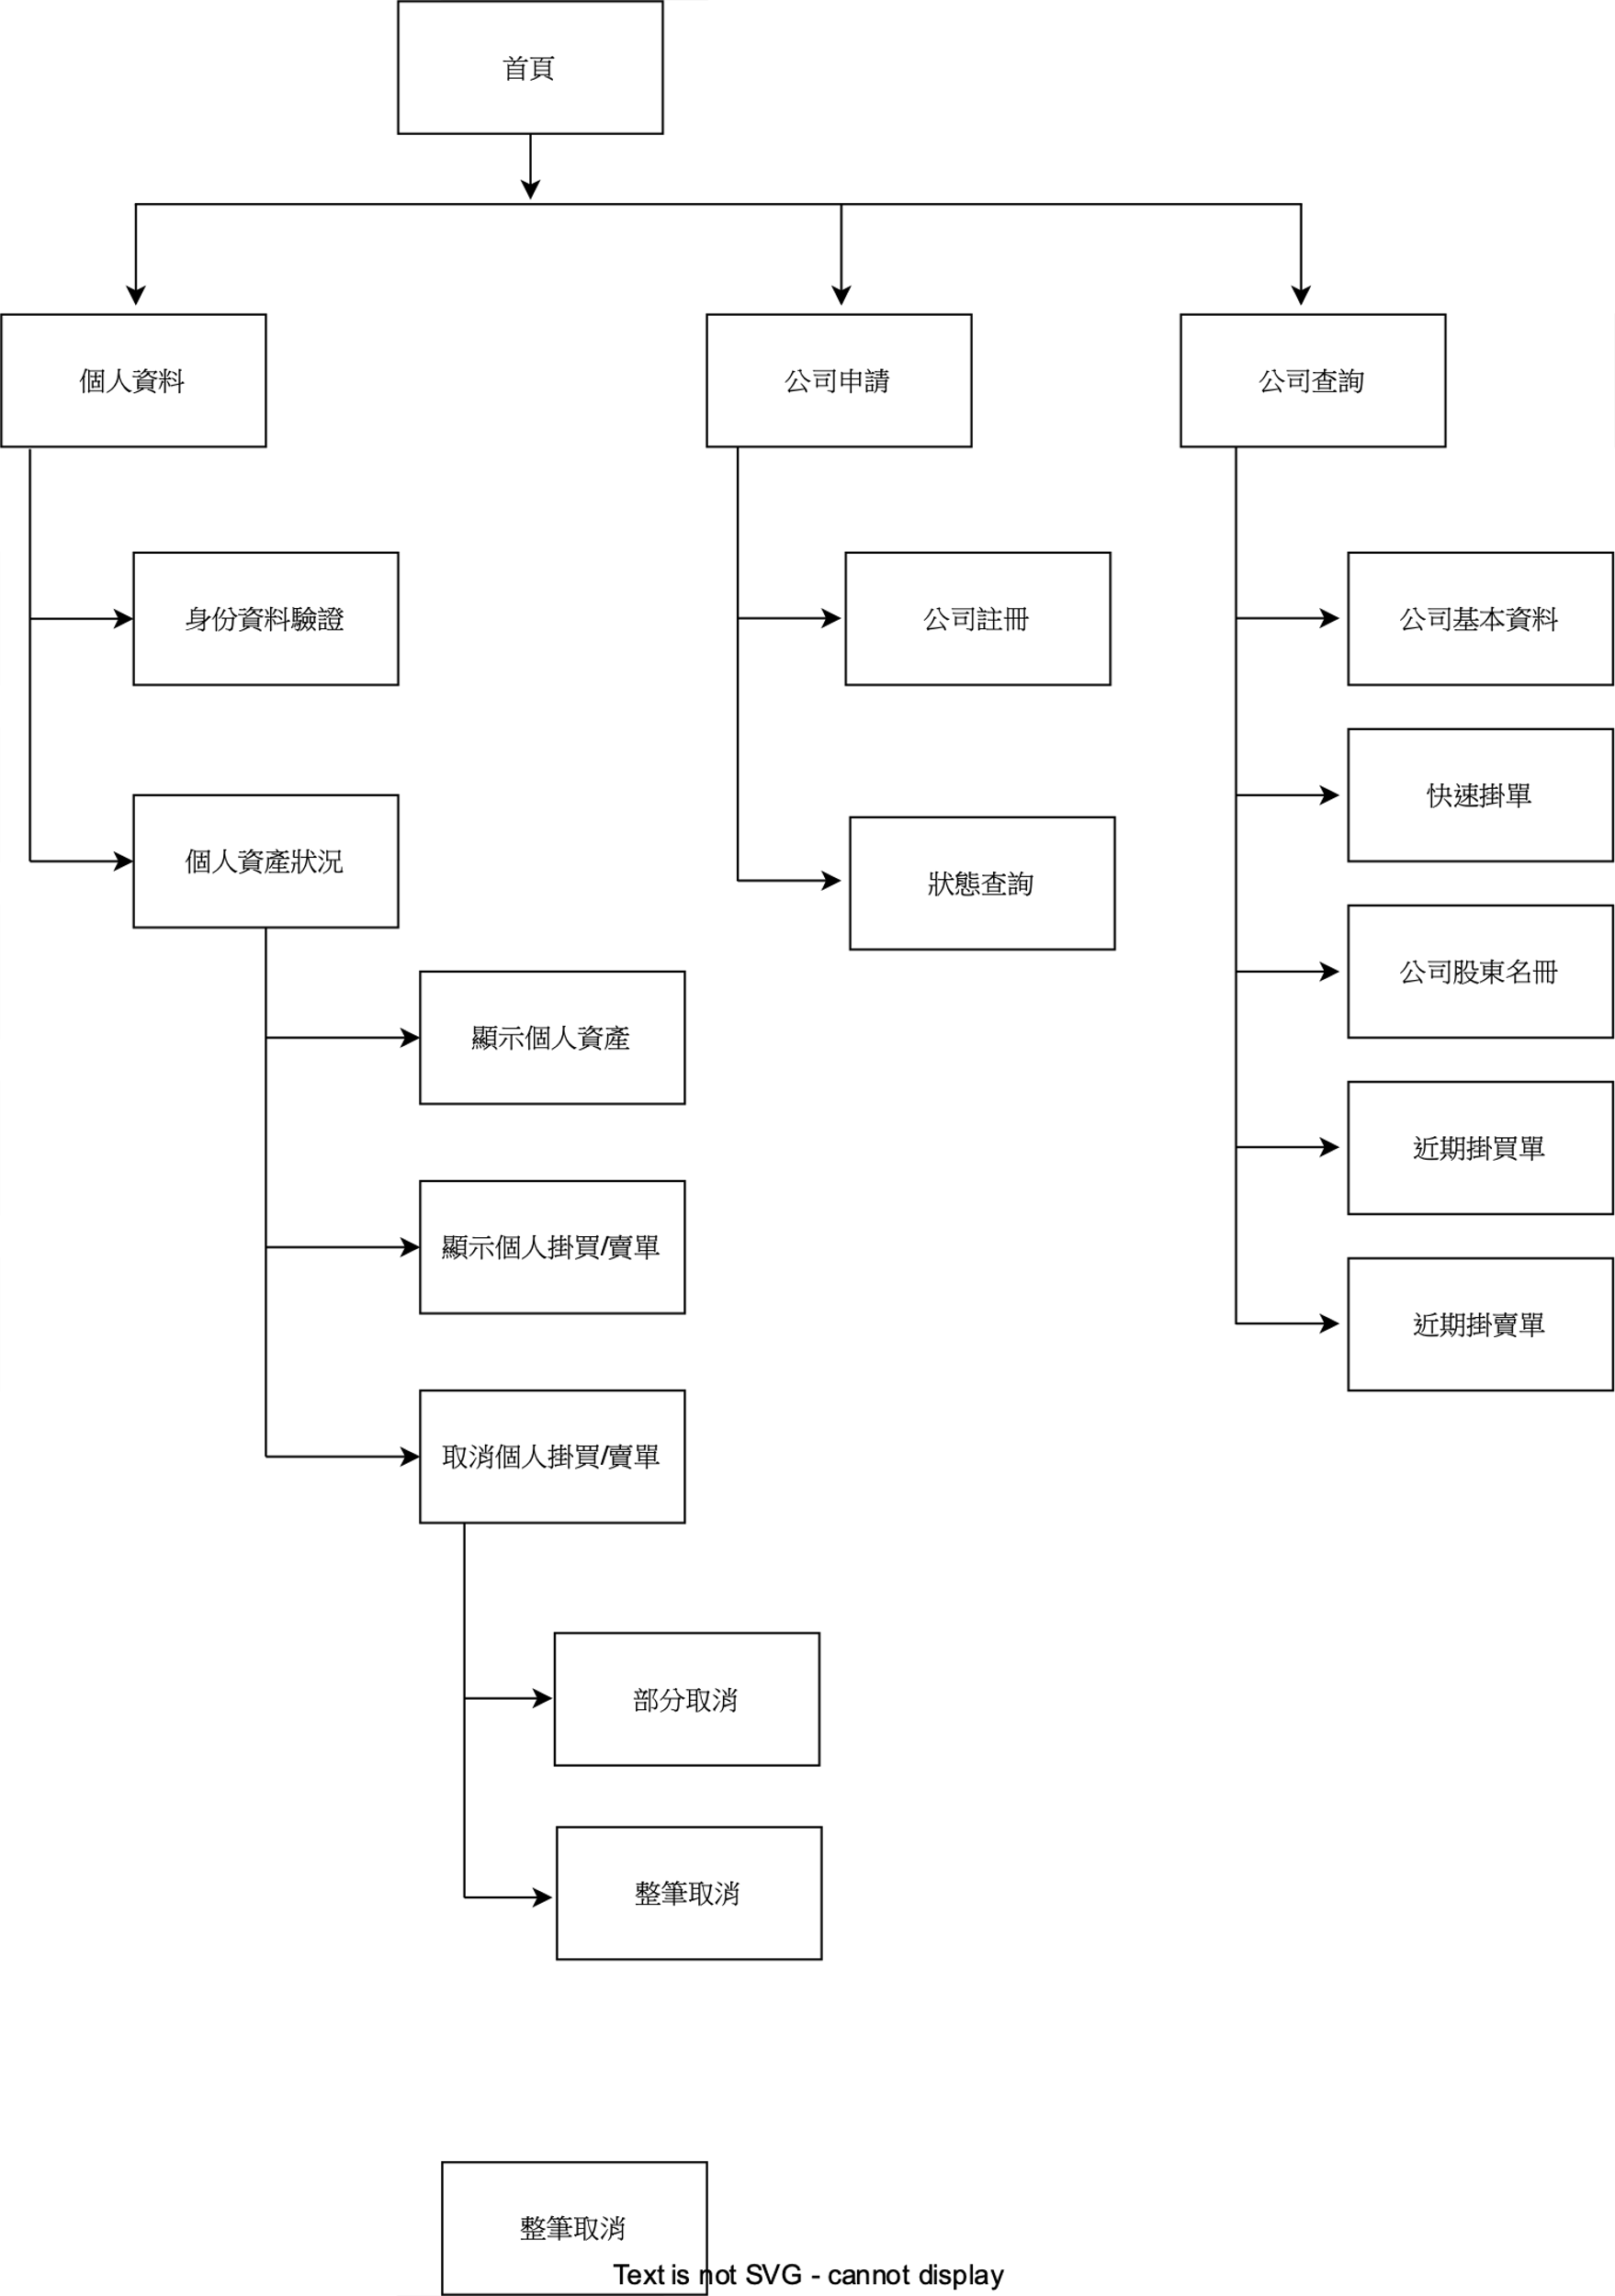 首頁
個人資料
公司申請
公司查詢
身份資料驗證
公司註冊
公司基本資料
快速掛單
個人資產狀況
狀態查詢
公司股東名冊
顯示個人資產
近期掛買單
顯示個人掛買/賣單
近期掛賣單
取消個人掛買/賣單
部分取消
整筆取消
整筆取消
Text is not SVG - cannot display